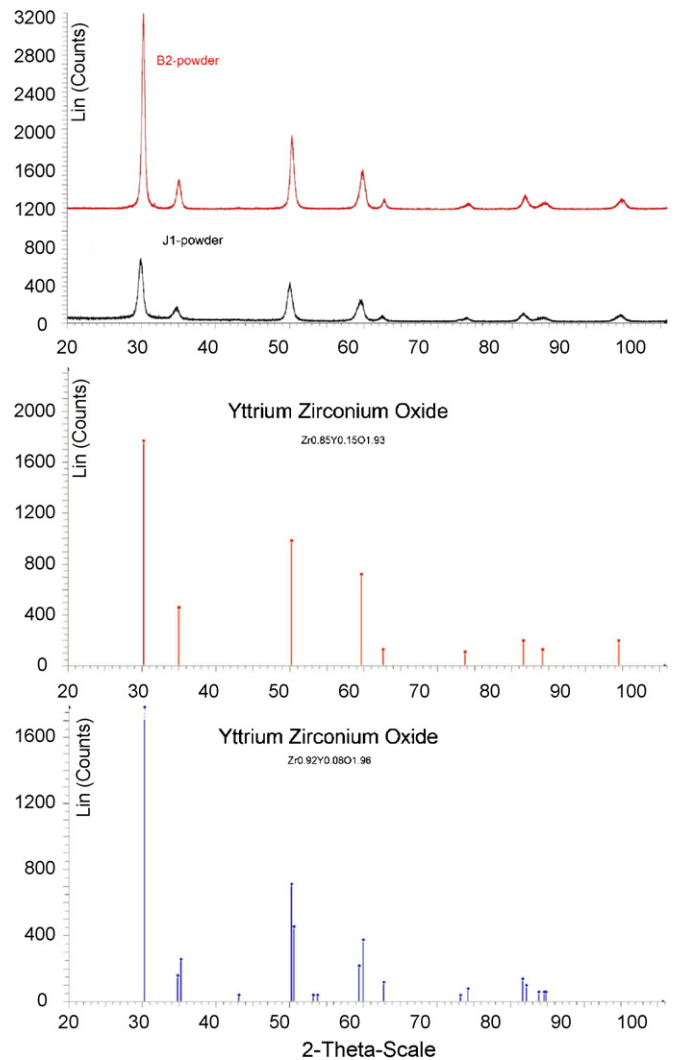 3200
2800
2400
2000
1600
1200
800
400
0
Lin (Counts)
B2-powder
J1-powder
20 30 40 50 60 70 80 90 100
2000
1600
1200
800
400
0
Lin (Counts)
Yttrium Zirconium Oxide
Zr0.85Y0.15O1.93
20 30 40 50 60 70 80 90 100
1600
1200
800
400
0
Lin (Counts)
Yttrium Zirconium Oxide
Zr0.92Y0.08O1.96
20 30 40 50 60 70 80 90 100
2-Theta-Scale